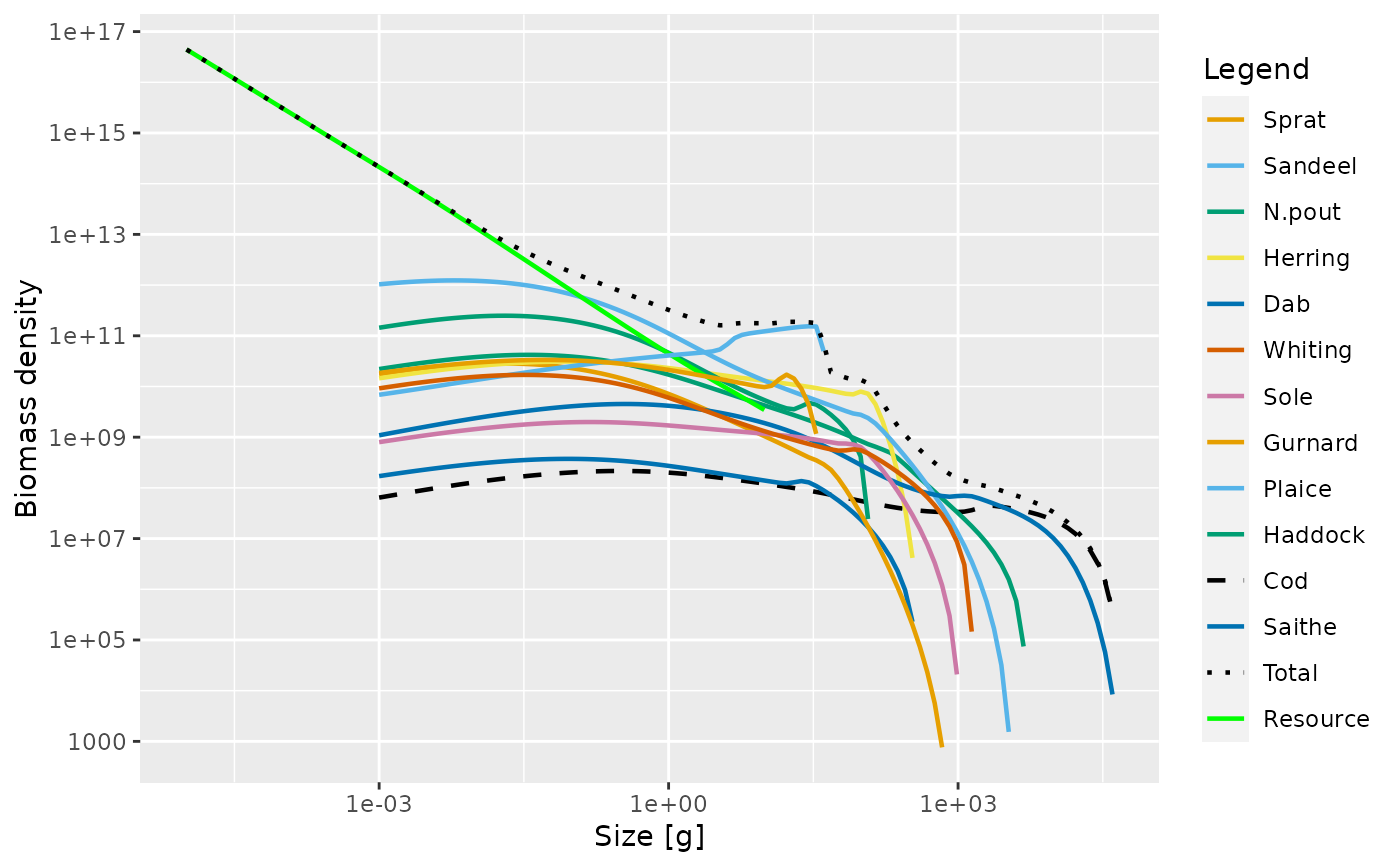 1e+17
1e+15
1e+13
1e+11
1e+09
1e+07
1e+05
1000
Biomass density
1e-03 1e+00 1e+03
Size [g]
Legend
Sprat
Sandeel
N.pout
Herring
Dab
Whiting
Sole
Gurnard
Plaice
Haddock
Cod
Saithe
Total
Resource